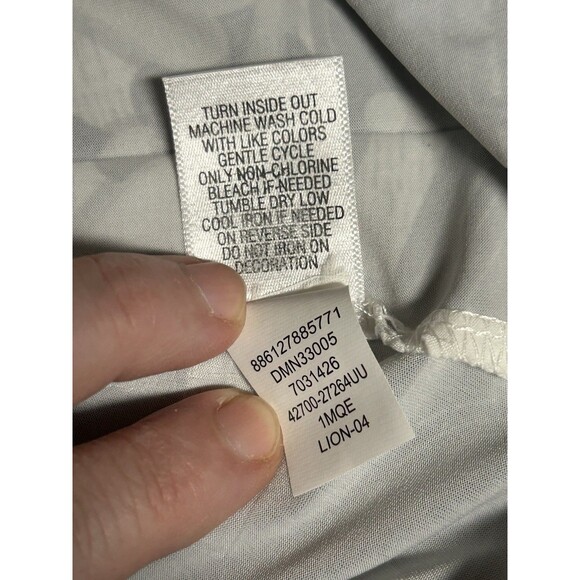 TURN INSIDE OUT
MACHINE WASH COLD
WITH LIKE COLORS
GENTLE CYCLE
ONLY NON-CHLORINE
BLEACH IF NEEDED
TUMBLE DRY LOW
COOL IRON IF NEEDED
ON REVERSE SIDE
DO NOT IRON ON
DECORATION
886127885771
DMN33005
7031426
42700-27264UU
1MQE
LION-04